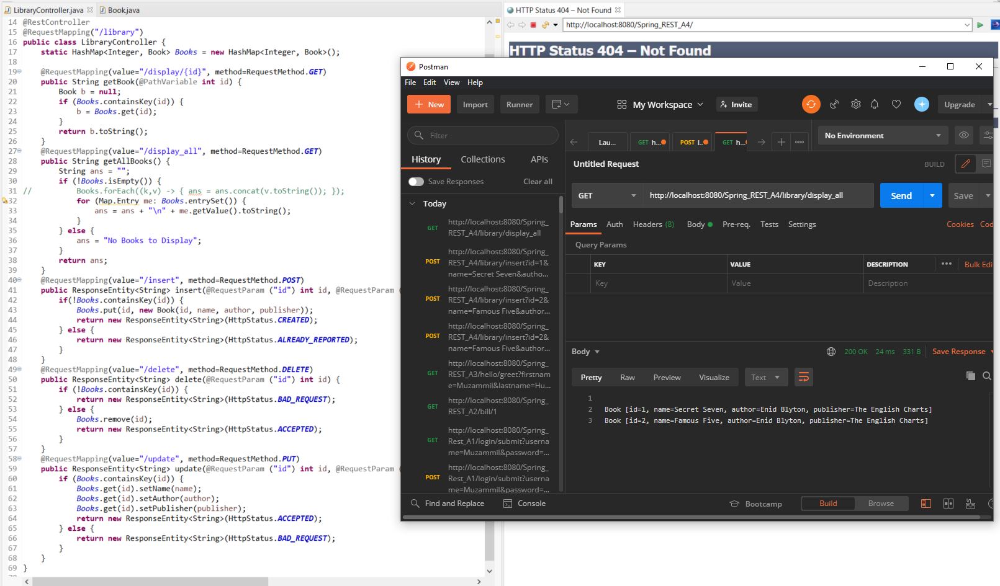 LibraryController.java
Book.java
14 @RestController
15 @RequestMapping("/library")
16 public class LibraryController {
17 static HashMap<Integer, Book> Books = new HashMap<Integer, Book>();
18
19 @RequestMapping(value="/display/{id}", method=RequestMethod.GET)
20 public String getBook(@PathVariable int id) {
21 Book b = null;
22 if (Books.containsKey(id)) {
23 b = Books.get(id);
24 }
25 return b.toString();
26 }
27 @RequestMapping(value="/display_all", method=RequestMethod.GET)
28 public String getAllBooks() {
29 String ans = "";
30 if (!Books.isEmpty()) {
31 // Books.forEach((k,v) -> { ans = ans.concat(v.toString()); });
32 for (Map.Entry me: Books.entrySet()) {
33 ans = ans + "\n" + me.getValue().toString();
34 }
35 } else {
36 ans = "No Books to Display";
37 }
38 return ans;
39 }
40 @RequestMapping(value="/insert", method=RequestMethod.POST)
41 public ResponseEntity<String> insert(@RequestParam ("id") int id, @RequestParam (
42 if(!Books.containsKey(id)) {
43 Books.put(id, new Book(id, name, author, publisher));
44 return new ResponseEntity<String>(HttpStatus.CREATED);
45 } else {
46 return new ResponseEntity<String>(HttpStatus.ALREADY_REPORTED);
47 }
48 }
49 @RequestMapping(value="/delete", method=RequestMethod.DELETE)
50 public ResponseEntity<String> delete(@RequestParam ("id") int id) {
51 if (!Books.containsKey(id)) {
52 return new ResponseEntity<String>(HttpStatus.BAD_REQUEST);
53 } else {
54 Books.remove(id);
55 return new ResponseEntity<String>(HttpStatus.ACCEPTED);
56 }
57 }
58 @RequestMapping(value="/update", method=RequestMethod.PUT)
59 public ResponseEntity<String> update(@RequestParam ("id") int id, @RequestParam (
60 if (Books.containsKey(id)) {
61 Books.get(id).setName(name);
62 Books.get(id).setAuthor(author);
63 Books.get(id).setPublisher(publisher);
64 return new ResponseEntity<String>(HttpStatus.ACCEPTED);
65 } else {
66 return new ResponseEntity<String>(HttpStatus.BAD_REQUEST);
67 }
68 }
69 }
HTTP Status 404 – Not Found
http://localhost:8080/Spring_REST_A4/
HTTP Status 404 – Not Found
Postman
File Edit View Help
New Import Runner My Workspace Invite Upgrade
Filter
History Collections APIs
Save Responses Clear all
Today
GET http://localhost:8080/Spring_
REST_A4/library/display_all
POST http://localhost:8080/Spring_
REST_A4/library/insert?id=1&
name=Secret Seven&autho...
POST http://localhost:8080/Spring_
REST_A4/library/insert?id=2&
name=Famous Five&author...
POST http://localhost:8080/Spring_
REST_A4/library/insert?id=2&
name=Famous Five&author...
GET http://localhost:8080/Spring_
REST_A3/hello/greet?firstnam
e=Muzammil&lastname=Hu...
GET http://localhost:8080/Spring_
REST_A2/bill/1
GET http://localhost:8080/Spring_
Rest_A1/login/submit?userna
me=Muzammil&password=...
POST http://localhost:8080/Spring_
Rest_A1/login/submit?userna
me=Muzammil&password=...
Lau... GET h... POST l... GET h... No Environment
Untitled Request BUILD
GET http://localhost:8080/Spring_REST_A4/library/display_all Send Save
Params Auth Headers (8) Body Pre-req. Tests Settings Cookies Cod
Query Params
KEY VALUE DESCRIPTION Bulk Edi
Key Value Description
Body 200 OK 24 ms 331 B Save Response
Pretty Raw Preview Visualize Text
1
2 Book [id=1, name=Secret Seven, author=Enid Blyton, publisher=The English Charts]
3 Book [id=2, name=Famous Five, author=Enid Blyton, publisher=The English Charts]
Find and Replace Console Bootcamp Build Browse